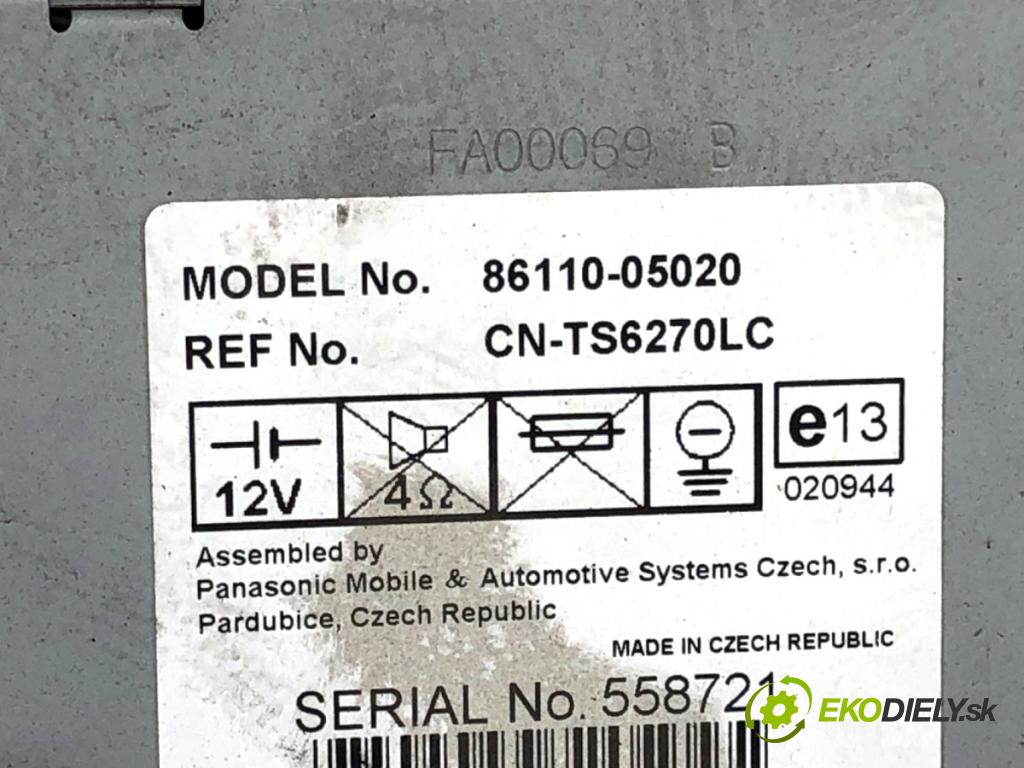 FA00069 B
MODEL No. 86110-05020
REF No. CN-TS6270LC
12V 4Ω e13
020944
Assembled by
Panasonic Mobile & Automotive Systems Czech, s.r.o.
Pardubice, Czech Republic
MADE IN CZECH REPUBLIC
SERIAL No. 558721
EKODIELY.sk